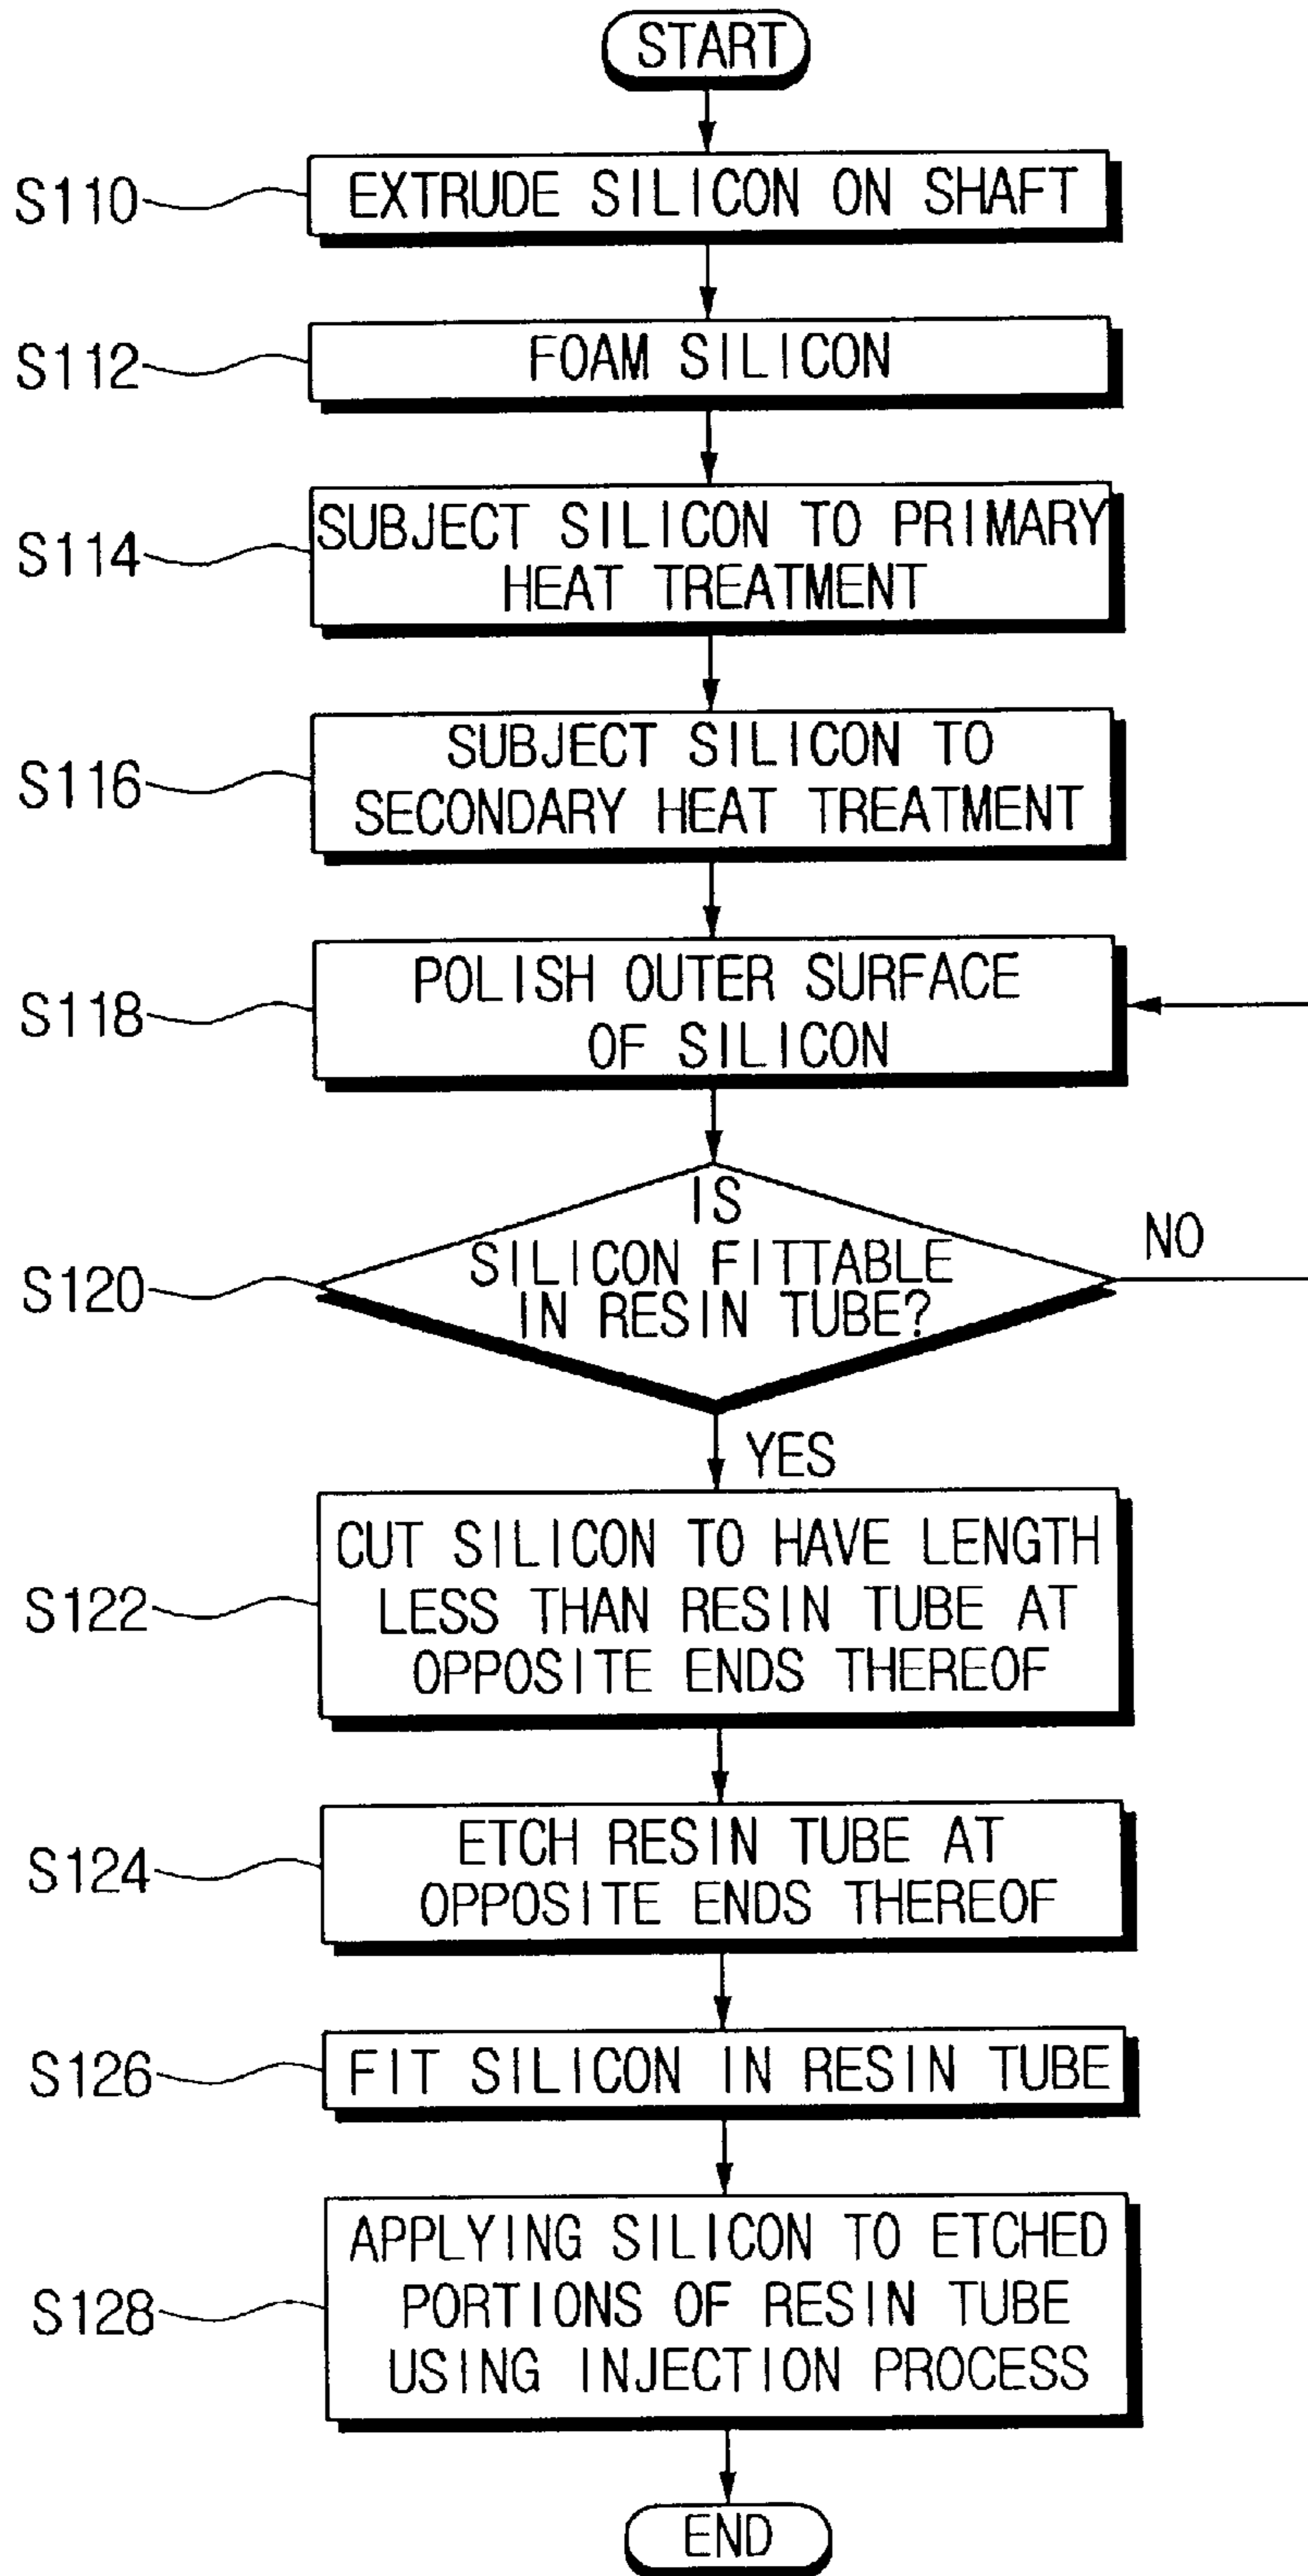 START
S110
EXTRUDE SILICON ON SHAFT
S112
FOAM SILICON
S114
SUBJECT SILICON TO PRIMARY
HEAT TREATMENT
S116
SUBJECT SILICON TO
SECONDARY HEAT TREATMENT
S118
POLISH OUTER SURFACE
OF SILICON
S120
IS
SILICON FITTABLE
IN RESIN TUBE?
NO
YES
S122
CUT SILICON TO HAVE LENGTH
LESS THAN RESIN TUBE AT
OPPOSITE ENDS THEREOF
S124
ETCH RESIN TUBE AT
OPPOSITE ENDS THEREOF
S126
FIT SILICON IN RESIN TUBE
S128
APPLYING SILICON TO ETCHED
PORTIONS OF RESIN TUBE
USING INJECTION PROCESS
END